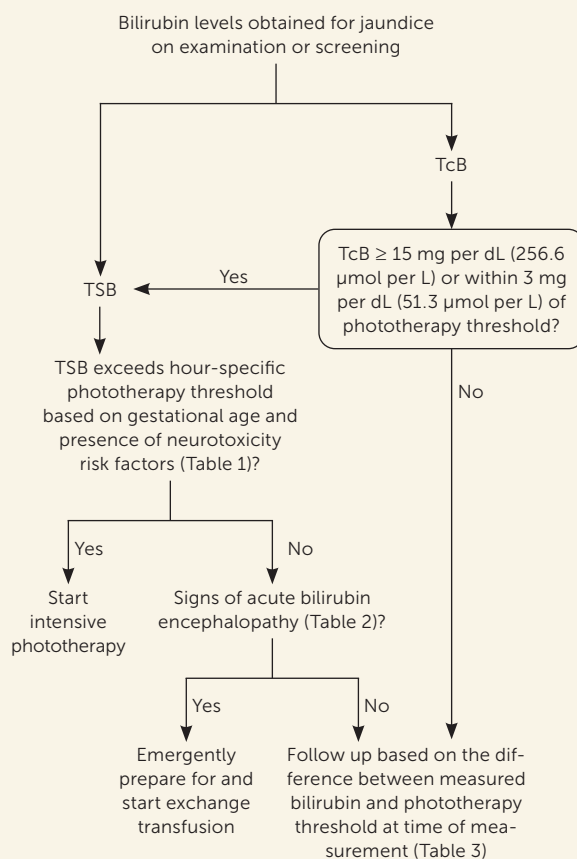 Bilirubin levels obtained for jaundice
on examination or screening
TcB
TcB ≥ 15 mg per dL (256.6
µmol per L) or within 3 mg
per dL (51.3 µmol per L) of
phototherapy threshold?
Yes
TSB
No
TSB exceeds hour-specific
phototherapy threshold
based on gestational age and
presence of neurotoxicity
risk factors (Table 1)?
Yes
No
Start
intensive
phototherapy
Signs of acute bilirubin
encephalopathy (Table 2)?
Yes
No
Emergently
prepare for and
start exchange
transfusion
Follow up based on the dif-
ference between measured
bilirubin and phototherapy
threshold at time of mea-
surement (Table 3)